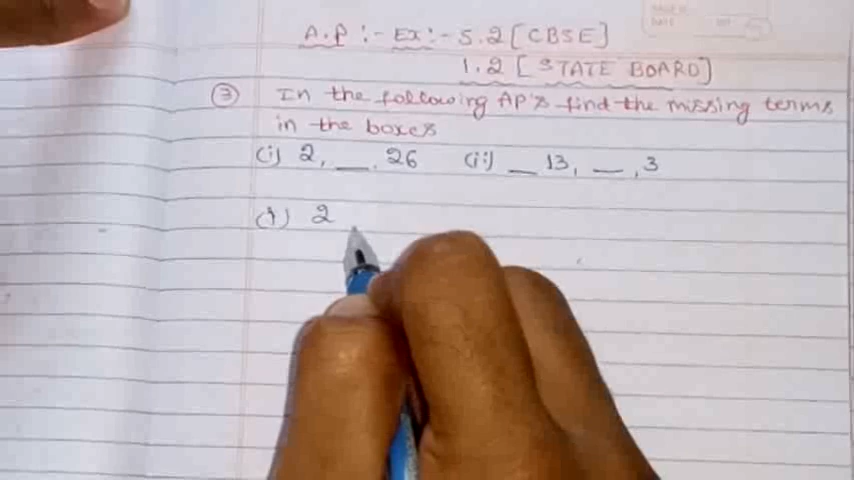 A.P :- Ex:- 5.2 [CBSE]
1.2 [STATE BOARD]
③ In the following AP's find the missing terms
in the boxes
(i) 2, __, 26 (ii) __ 13, __, 3
(i) 2